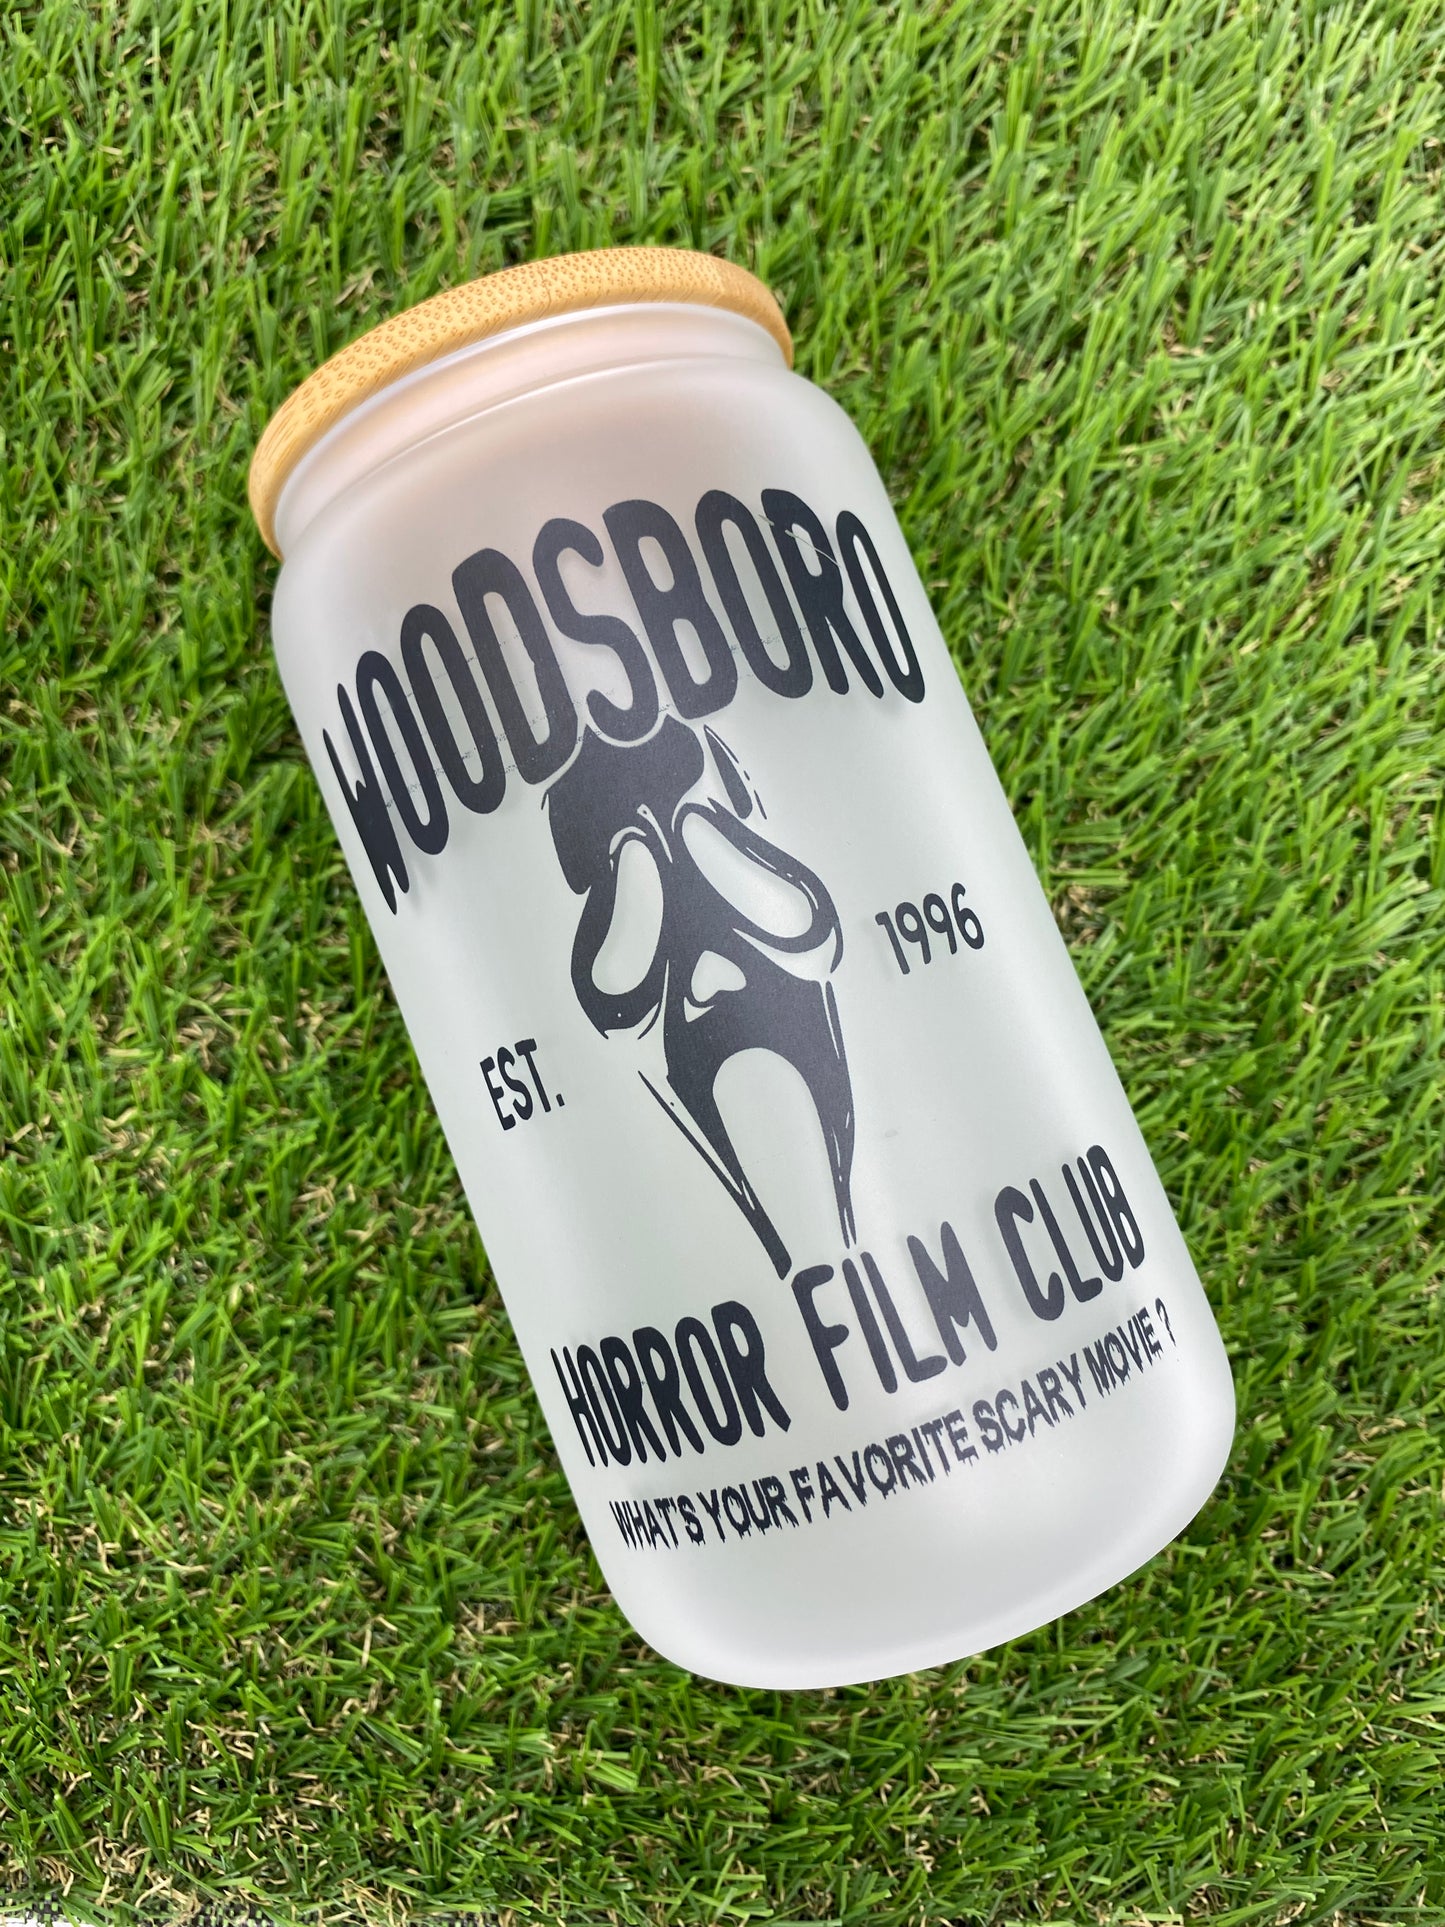 WOODSBORO
EST. 1996
HORROR FILM CLUB
WHAT'S YOUR FAVORITE SCARY MOVIE ?